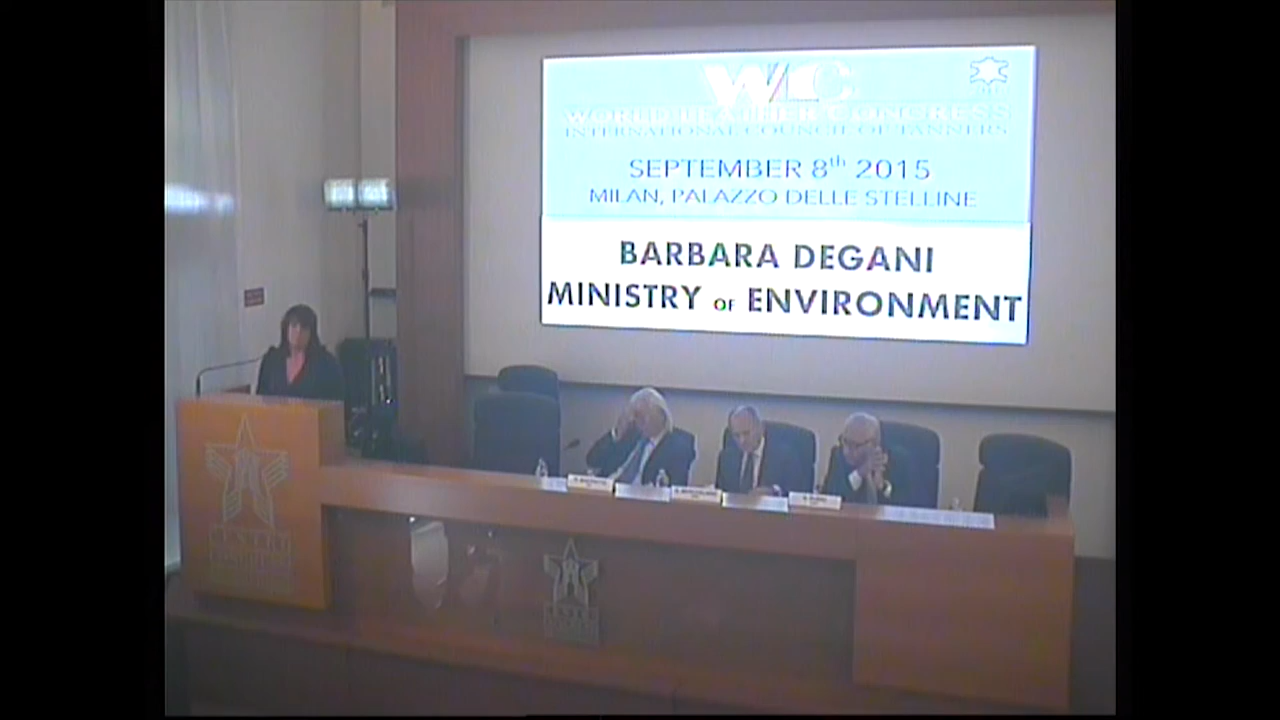 WLC
WORLD LEATHER CONGRESS
INTERNATIONAL COUNCIL OF TANNERS
SEPTEMBER 8th 2015
MILAN, PALAZZO DELLE STELLINE
BARBARA DEGANI
MINISTRY OF ENVIRONMENT
CENTRO